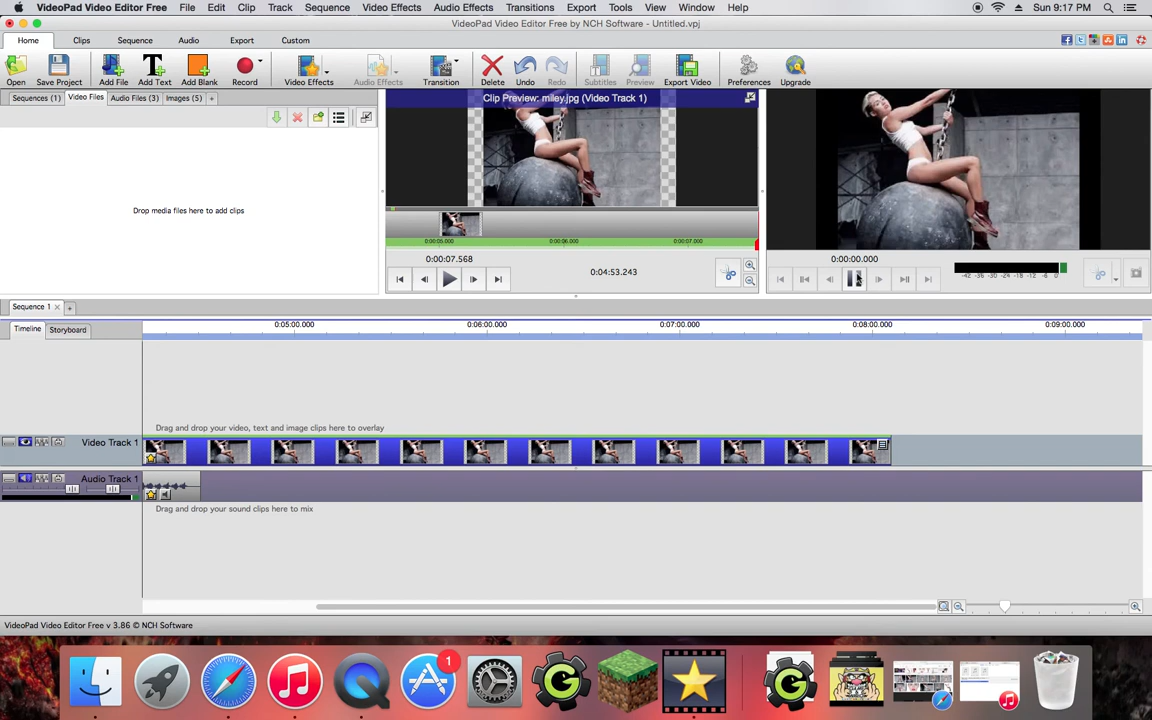 VideoPad Video Editor Free File Edit Clip Track Sequence Video Effects Audio Effects Transitions Export Tools View Window Help Sun 9:17 PM
VideoPad Video Editor Free by NCH Software - Untitled.vpj
Home Clips Sequence Audio Export Custom
Open Save Project Add File Add Text Add Blank Record Video Effects Audio Effects Transition Delete Undo Redo Subtitles Preview Export Video Preferences Upgrade
Sequences (1) Video Files Audio Files (3) Images (5) +
Clip Preview: miley.jpg (Video Track 1)
Drop media files here to add clips
0:00:05.000 0:00:06.000 0:00:07.000
0:00:07.568
0:04:53.243
0:00:00.000
-42 -36 -30 -24 -18 -12 -6 0
Sequence 1 +
Timeline Storyboard
0:05:00.000 0:06:00.000 0:07:00.000 0:08:00.000 0:09:00.000
Drag and drop your video, text and image clips here to overlay
Video Track 1
Audio Track 1
Drag and drop your sound clips here to mix
VideoPad Video Editor Free v 3.86 © NCH Software
1